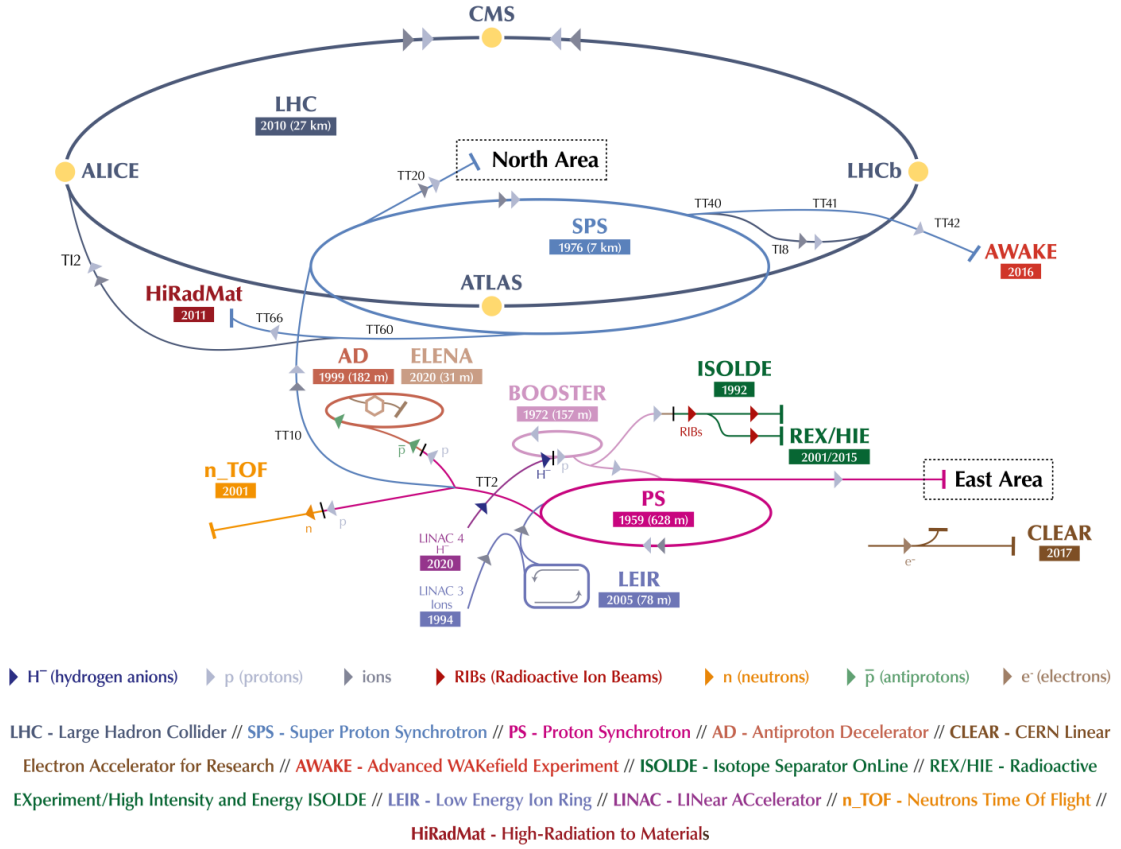 CMS
LHC
2010 (27 km)
North Area
ALICE
TT20
LHCb
TT40
TT41
SPS
TT42
1976 (7 km)
TI8
AWAKE
2016
TI2
ATLAS
HiRadMat
2011
TT66
TT60
AD
ELENA
1999 (182 m)
2020 (31 m)
ISOLDE
1992
BOOSTER
1972 (157 m)
RIBs
REX/HIE
2001/2015
TT10
p̅
p
p
H⁻
n_TOF
2001
TT2
East Area
PS
1959 (628 m)
n
p
LINAC 4
H⁻
2020
CLEAR
2017
e⁻
LINAC 3
Ions
1994
LEIR
2005 (78 m)
H⁻ (hydrogen anions)
p (protons)
ions
RIBs (Radioactive Ion Beams)
n (neutrons)
p̅ (antiprotons)
e⁻ (electrons)
LHC - Large Hadron Collider // SPS - Super Proton Synchrotron // PS - Proton Synchrotron // AD - Antiproton Decelerator // CLEAR - CERN Linear
Electron Accelerator for Research // AWAKE - Advanced WAKefield Experiment // ISOLDE - Isotope Separator OnLine // REX/HIE - Radioactive
EXperiment/High Intensity and Energy ISOLDE // LEIR - Low Energy Ion Ring // LINAC - LINear ACcelerator // n_TOF - Neutrons Time Of Flight //
HiRadMat - High-Radiation to Materials